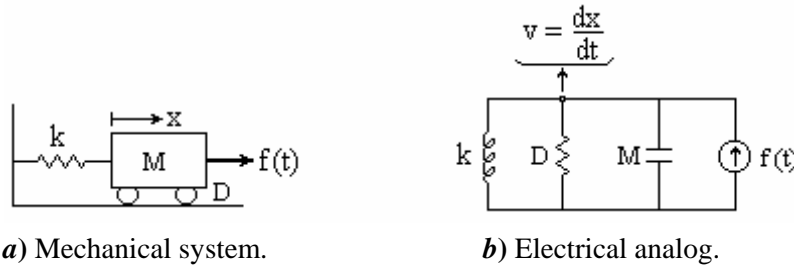 v = dx/dt
x
k
M
f(t)
D
k
D
M
f(t)
a) Mechanical system.
b) Electrical analog.